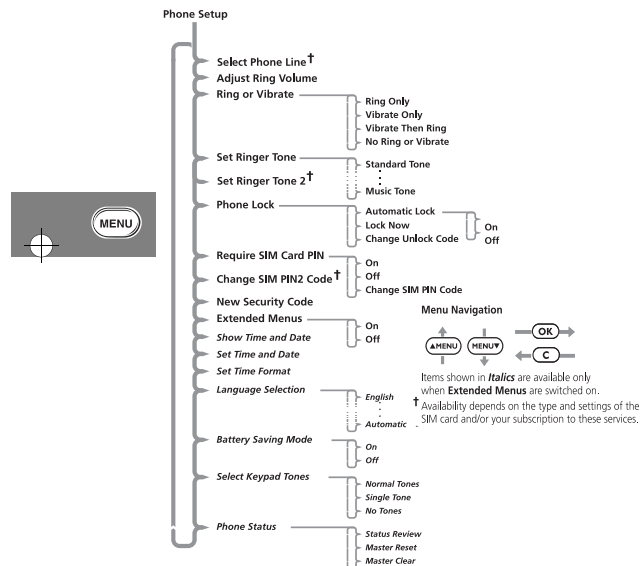 Phone Setup
Select Phone Line†
Adjust Ring Volume
Ring or Vibrate
Ring Only
Vibrate Only
Vibrate Then Ring
No Ring or Vibrate
Set Ringer Tone
Standard Tone
Set Ringer Tone 2†
Music Tone
MENU
Phone Lock
Automatic Lock
On
Off
Lock Now
Change Unlock Code
Require SIM Card PIN
On
Off
Change SIM PIN Code
Change SIM PIN2 Code†
New Security Code
Extended Menus
On
Off
Show Time and Date
Set Time and Date
Set Time Format
Language Selection
English
Automatic
Battery Saving Mode
On
Off
Select Keypad Tones
Normal Tones
Single Tone
No Tones
Phone Status
Status Review
Master Reset
Master Clear
Menu Navigation
▲MENU MENU▼ OK
C
Items shown in Italics are available only
when Extended Menus are switched on.
† Availability depends on the type and settings of the
SIM card and/or your subscription to these services.